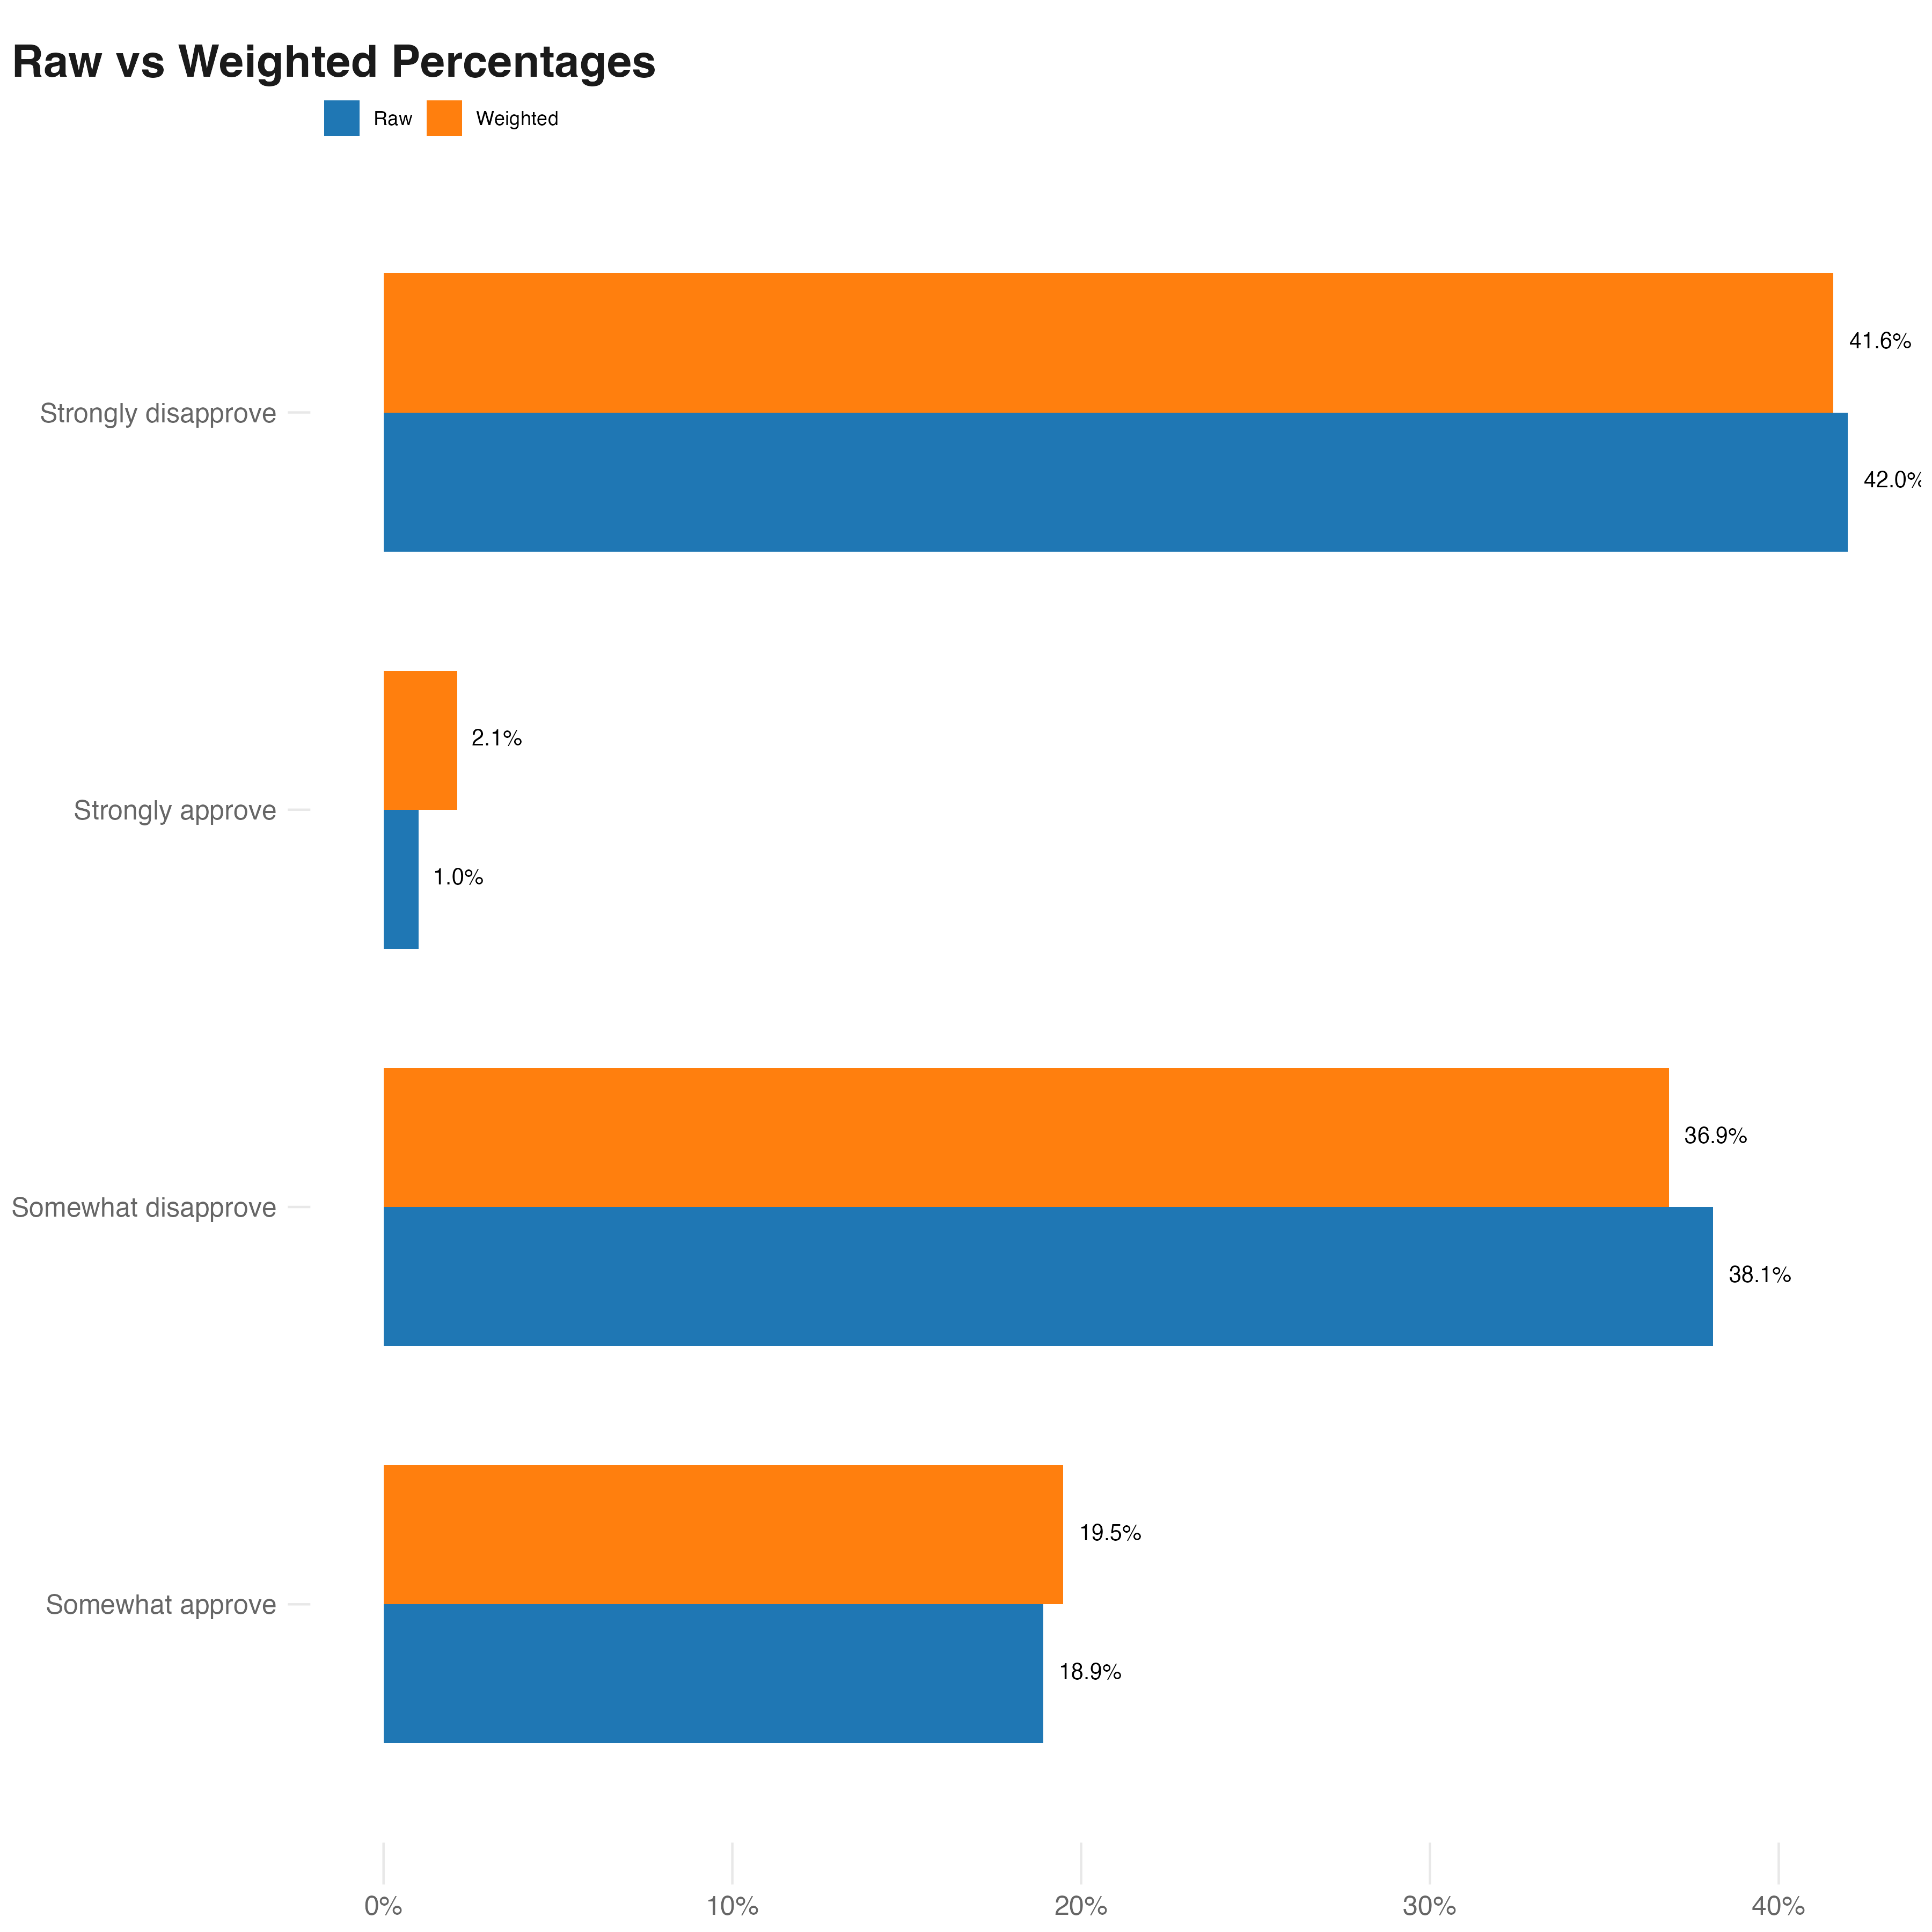 Raw vs Weighted Percentages
Raw Weighted
41.6%
Strongly disapprove
42.0%
2.1%
Strongly approve
1.0%
36.9%
Somewhat disapprove
38.1%
19.5%
Somewhat approve
18.9%
0% 10% 20% 30% 40%